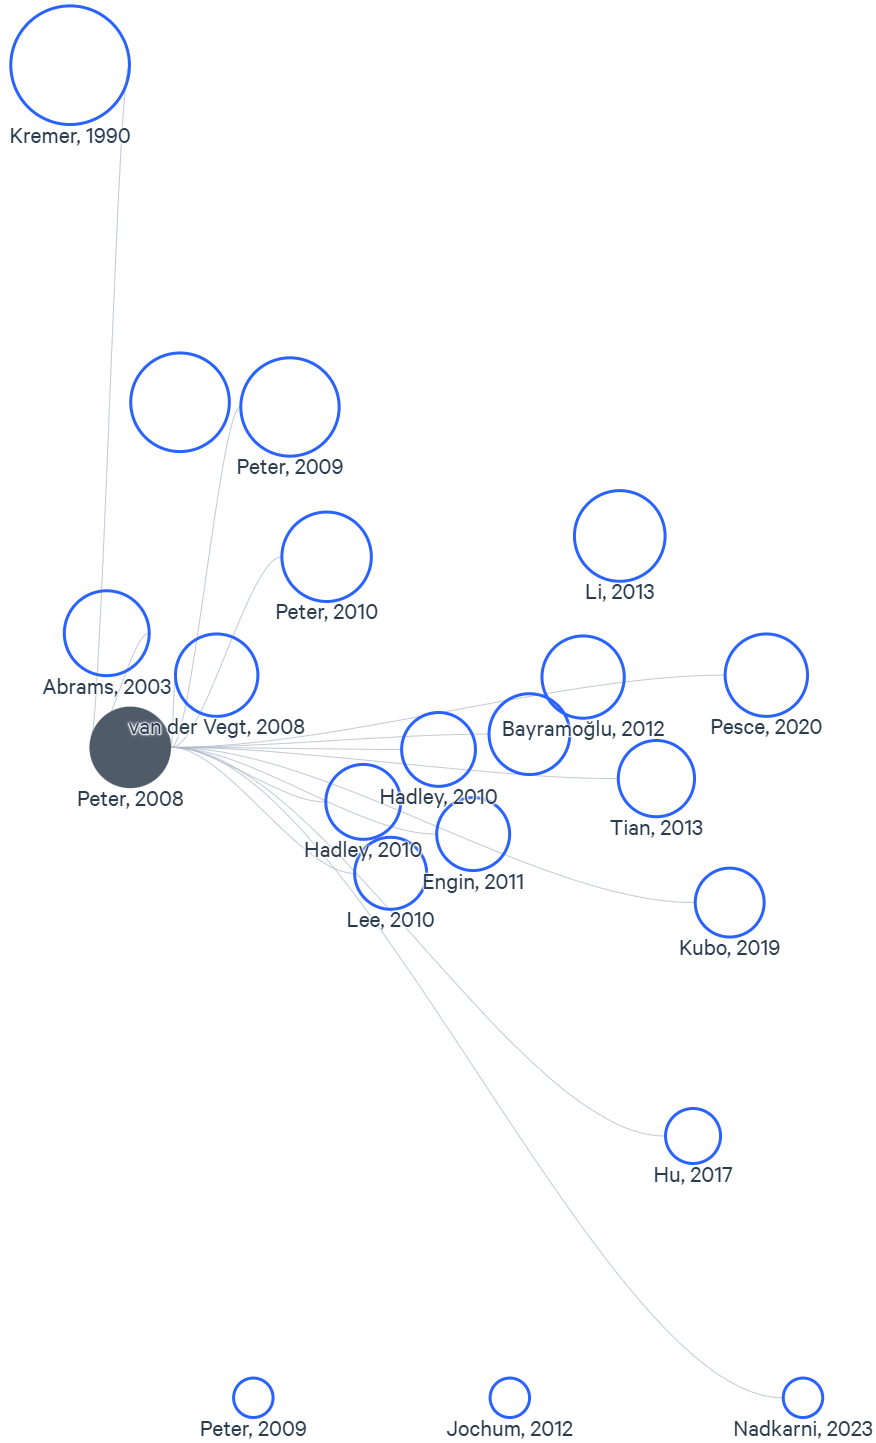 Kremer, 1990
Peter, 2009
Peter, 2010
Li, 2013
Abrams, 2003
van der Vegt, 2008
Bayramoğlu, 2012
Pesce, 2020
Peter, 2008
Hadley, 2010
Tian, 2013
Hadley, 2010
Engin, 2011
Lee, 2010
Kubo, 2019
Hu, 2017
Peter, 2009
Jochum, 2012
Nadkarni, 2023